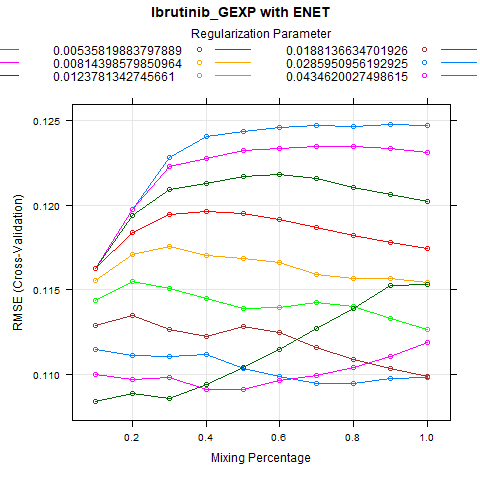 Ibrutinib_GEXP with ENET
Regularization Parameter
0.00535819883797889 0.0188136634701926
0.00814398579850964 0.0285950956192925
0.0123781342745661 0.0434620027498615
0.125
0.120
0.115
0.110
RMSE (Cross-Validation)
0.2 0.4 0.6 0.8 1.0
Mixing Percentage